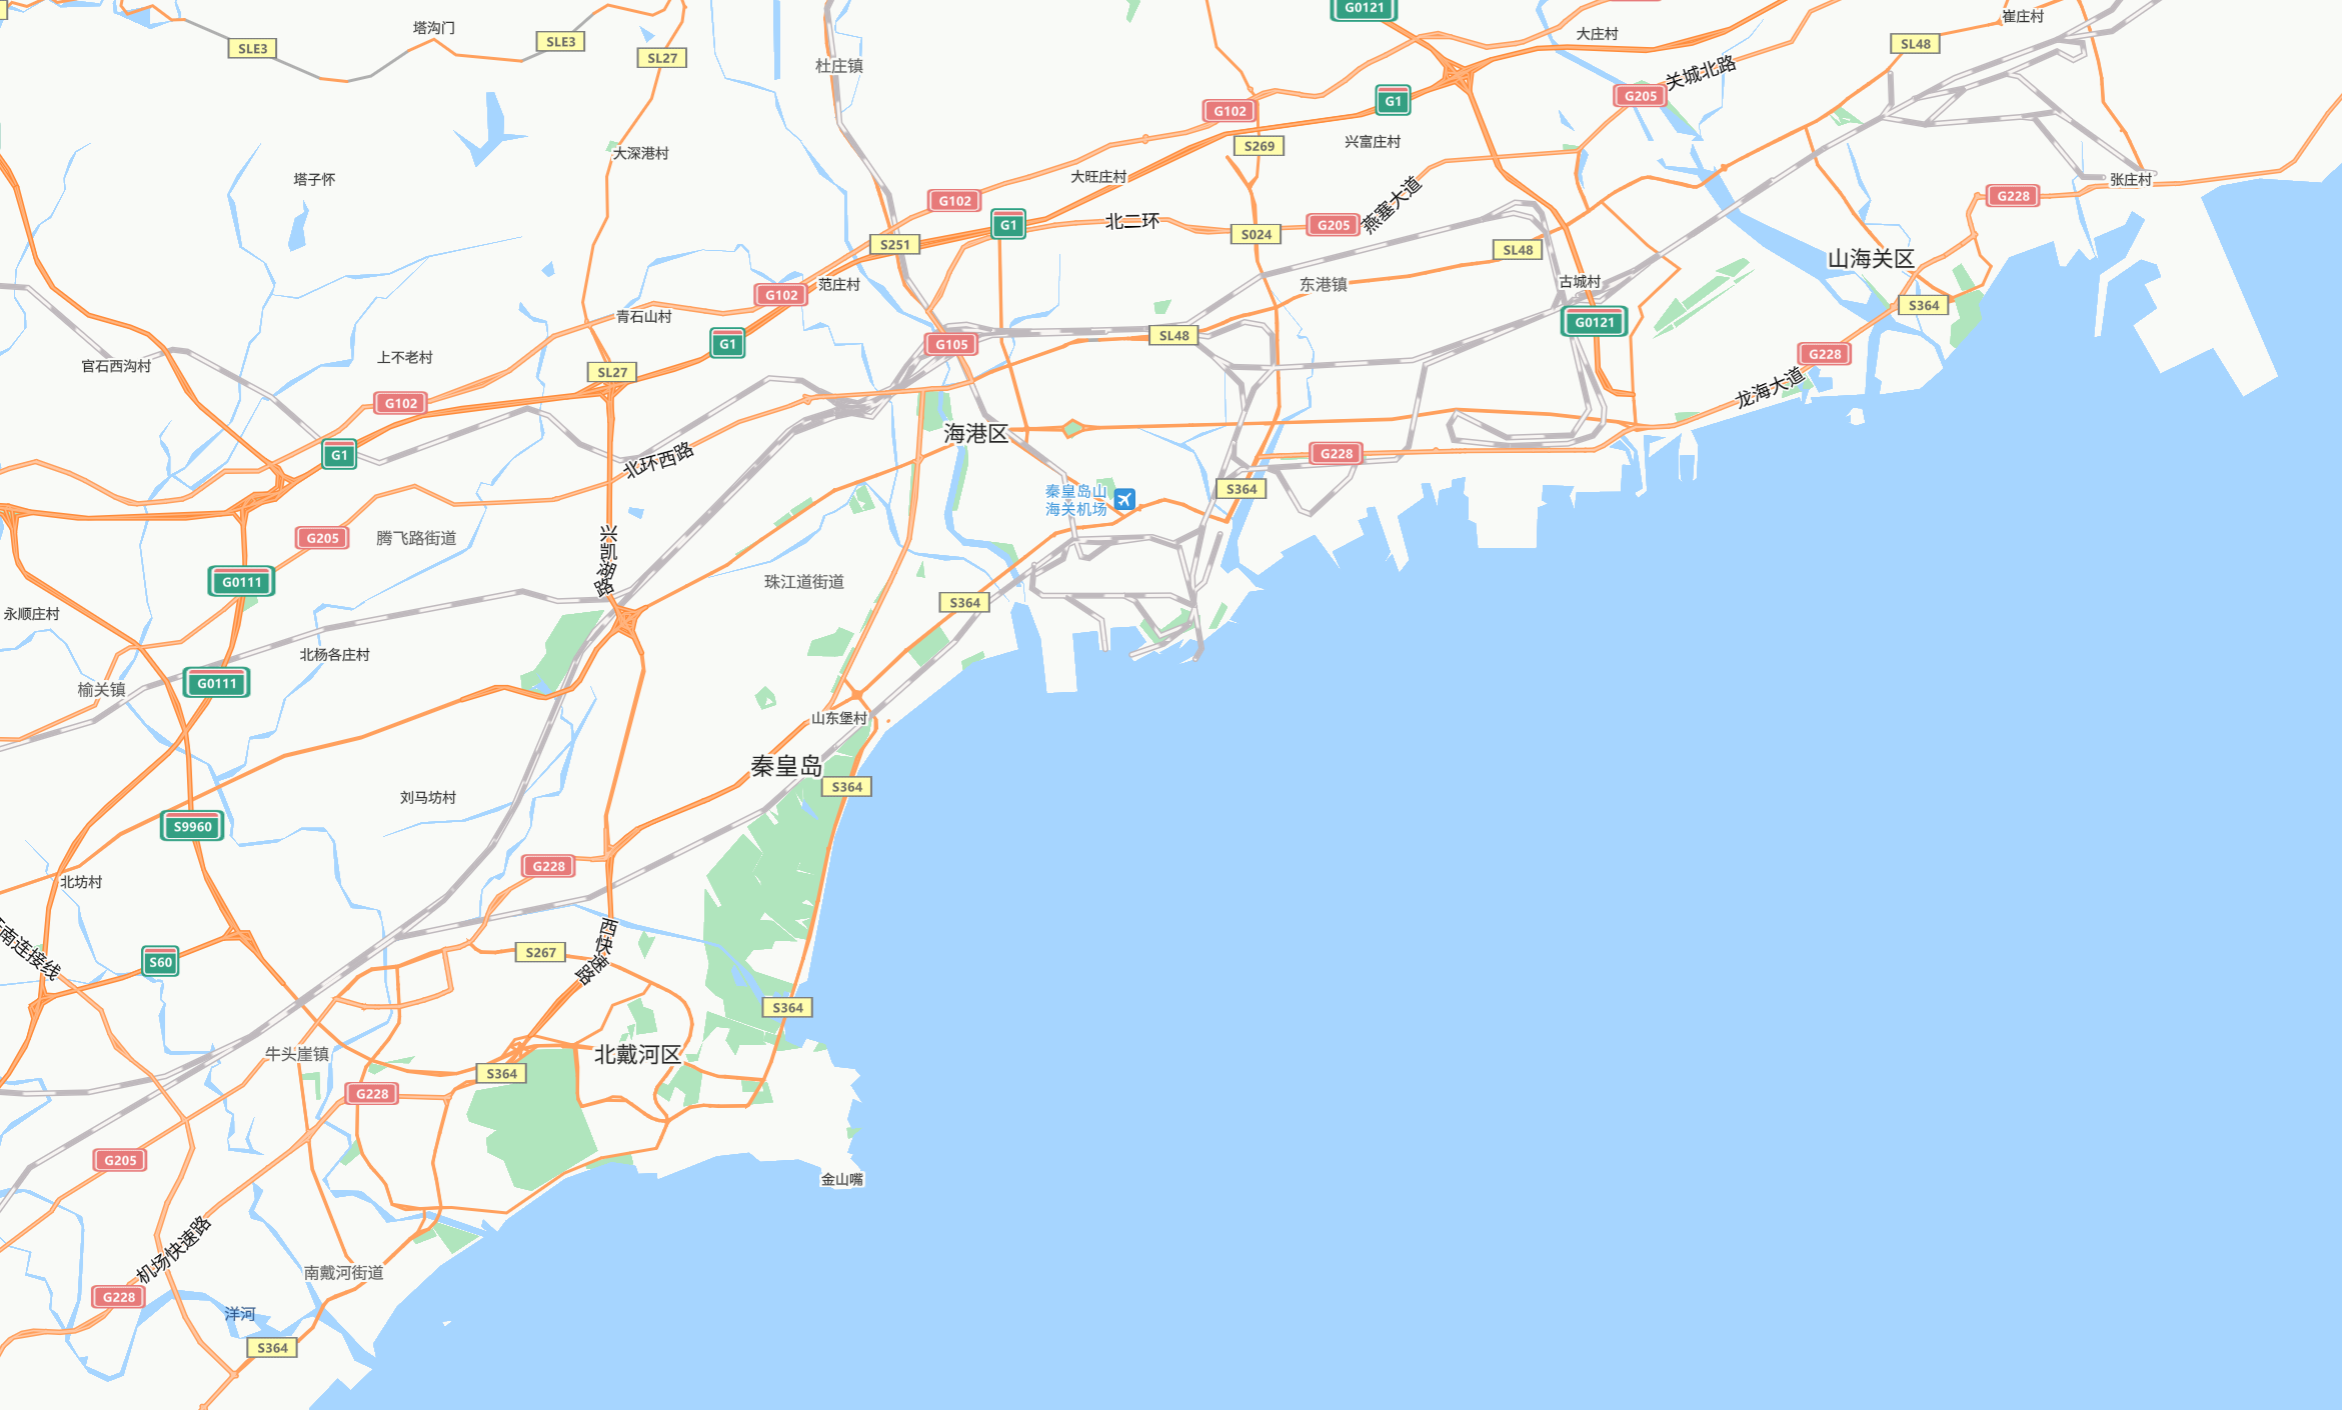 G0121
崔庄村
塔沟门
大庄村
SLE3
SLE3
SL48
SL27
杜庄镇
关城北路
G205
G1
G102
兴富庄村
S269
大深港村
大旺庄村
塔子怀
张庄村
G228
G102
燕塞大道
G1
北二环
G205
S024
S251
SL48
山海关区
范庄村
东港镇
古城村
G102
S364
青石山村
G0121
SL48
G1
G105
上不老村
G228
官石西沟村
SL27
龙海大道
G102
海港区
G1
G228
北环西路
S364
秦皇岛山
海关机场
G205
腾飞路街道
兴凯湖路
G0111
珠江道街道
S364
永顺庄村
北杨各庄村
G0111
榆关镇
山东堡村
秦皇岛
S364
刘马坊村
S9960
G228
北坊村
南连接线
西快速路
S267
S60
S364
牛头崖镇
北戴河区
S364
G228
G205
金山嘴
机场快速路
南戴河街道
G228
洋河
S364